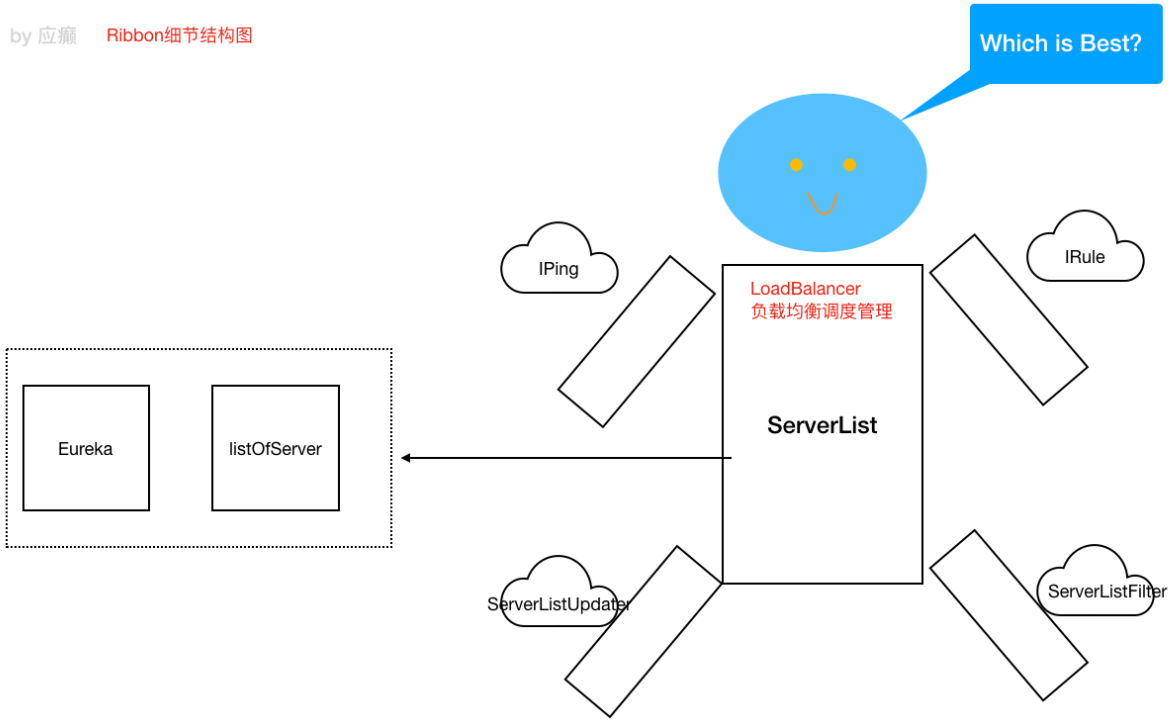 by 应癫
Ribbon细节结构图
Which is Best?
IPing
IRule
LoadBalancer
负载均衡调度管理
ServerList
Eureka
listOfServer
ServerListUpdater
ServerListFilter